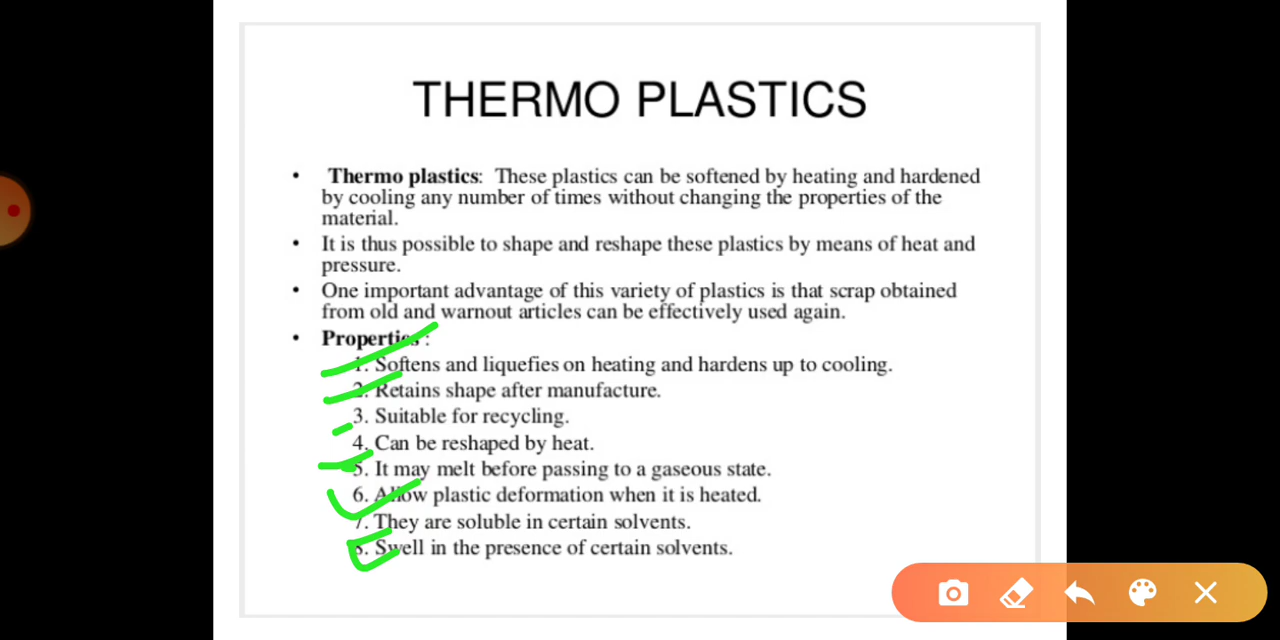 THERMO PLASTICS
• Thermo plastics: These plastics can be softened by heating and hardened
by cooling any number of times without changing the properties of the
material.
• It is thus possible to shape and reshape these plastics by means of heat and
pressure.
• One important advantage of this variety of plastics is that scrap obtained
from old and warnout articles can be effectively used again.
• Properties :
1. Softens and liquefies on heating and hardens up to cooling.
2. Retains shape after manufacture.
3. Suitable for recycling.
4. Can be reshaped by heat.
5. It may melt before passing to a gaseous state.
6. Allow plastic deformation when it is heated.
7. They are soluble in certain solvents.
8. Swell in the presence of certain solvents.